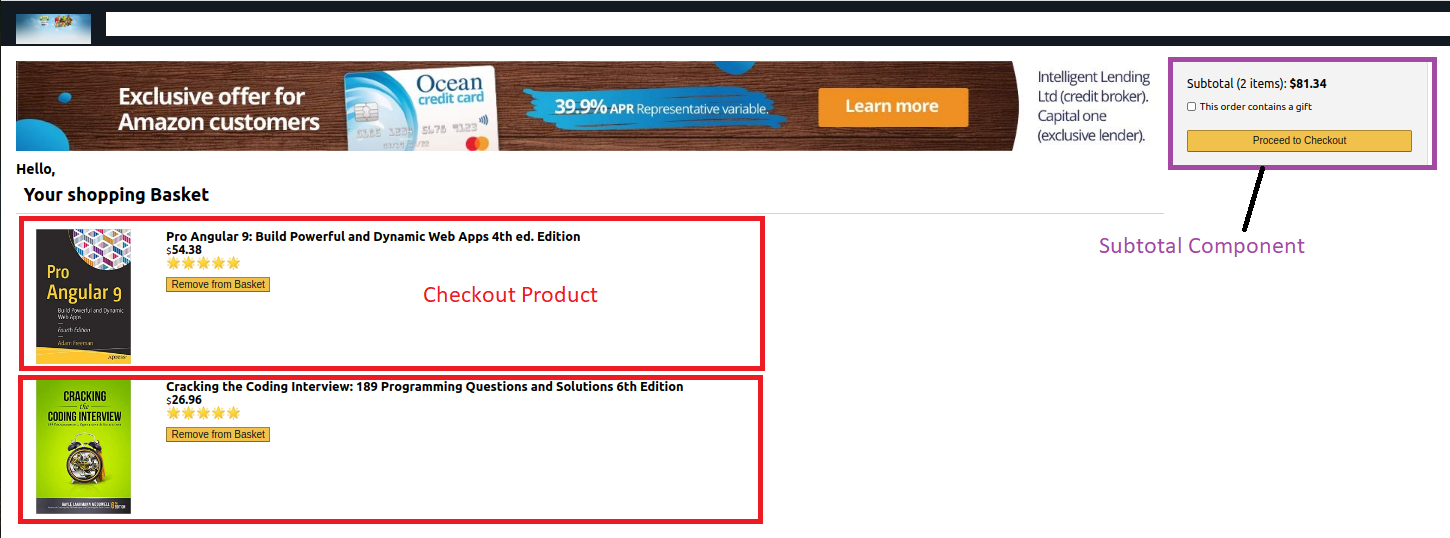 Exclusive offer for
Amazon customers
Ocean
credit card
39.9% APR Representative variable.
Learn more
Intelligent Lending
Ltd (credit broker).
Capital one
(exclusive lender).
Subtotal (2 items): $81.34
This order contains a gift
Proceed to Checkout
Subtotal Component
Hello,
Your shopping Basket
Pro
Angular 9
Build Powerful and Dynamic
Web Apps
Fourth Edition
Adam Freeman
Apress
Pro Angular 9: Build Powerful and Dynamic Web Apps 4th ed. Edition
$54.38
Remove from Basket
Checkout Product
CRACKING
the
CODING INTERVIEW
Cracking the Coding Interview: 189 Programming Questions and Solutions 6th Edition
$26.96
Remove from Basket